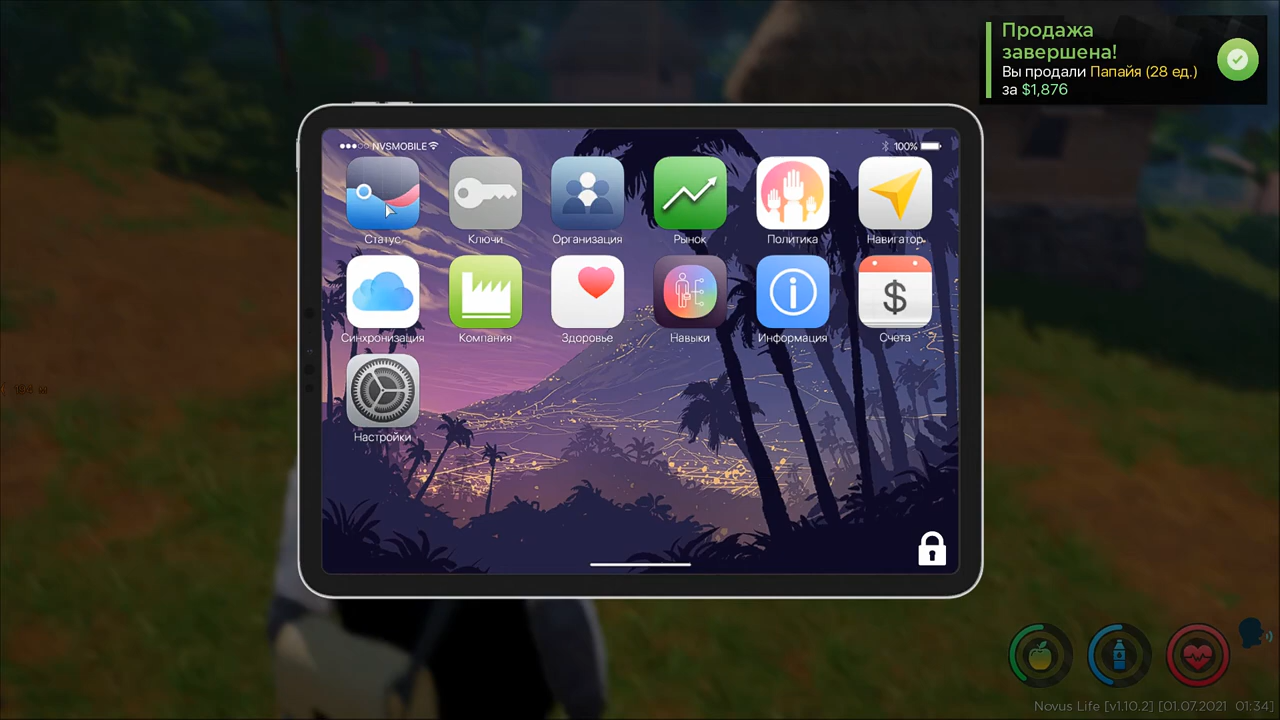 Продажа
завершена!
Вы продали Папайя (28 ед.)
за $1,876
NVSMOBILE
100%
Статус
Ключи
Организация
Рынок
Политика
Навигатор
Синхронизация
Компания
Здоровье
Навыки
Информация
Счета
Настройки
194 м
Novus Life [v1.10.2] [01.07.2021 01:34]